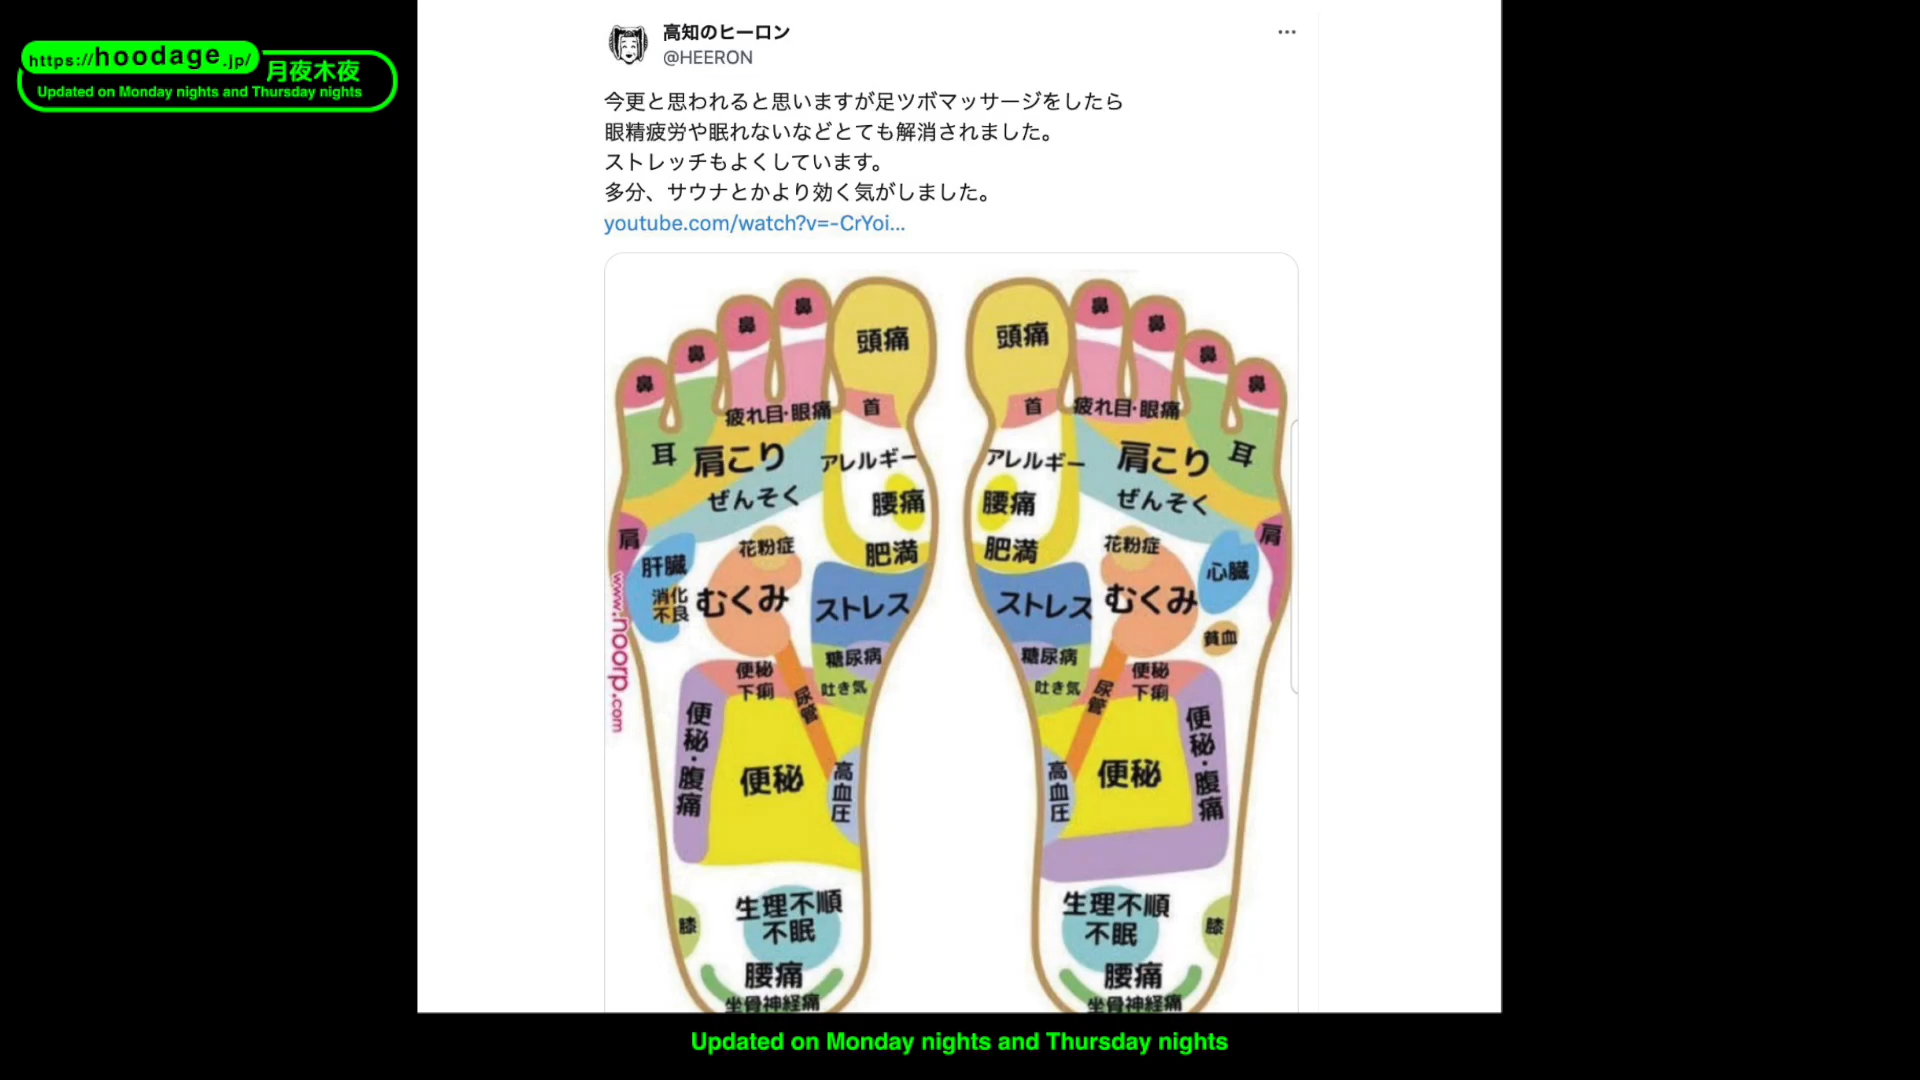 https://hoodage.jp/
月夜木夜
Updated on Monday nights and Thursday nights
高知のヒーロン
@HEERON
今更と思われると思いますが足ツボマッサージをしたら
眼精疲労や眠れないなどとても解消されました。
ストレッチもよくしています。
多分、サウナとかより効く気がしました。
youtube.com/watch?v=-CrYoi...
鼻
鼻
鼻
鼻
頭痛
首
疲れ目・眼痛
耳
肩こり
アレルギー
ぜんそく
腰痛
肩
花粉症
肥満
肝臓
消化
不良
むくみ
ストレス
糖尿病
便秘
下痢
吐き気
尿管
便秘・腹痛
便秘
高血圧
生理不順
不眠
膝
腰痛
坐骨神経痛
www.noorp.com
頭痛
鼻
鼻
鼻
鼻
首
疲れ目・眼痛
アレルギー
肩こり
耳
腰痛
ぜんそく
肥満
花粉症
肩
心臓
ストレス
むくみ
貧血
糖尿病
便秘
下痢
吐き気
尿管
便秘・腹痛
便秘
高血圧
生理不順
不眠
膝
腰痛
坐骨神経痛
Updated on Monday nights and Thursday nights